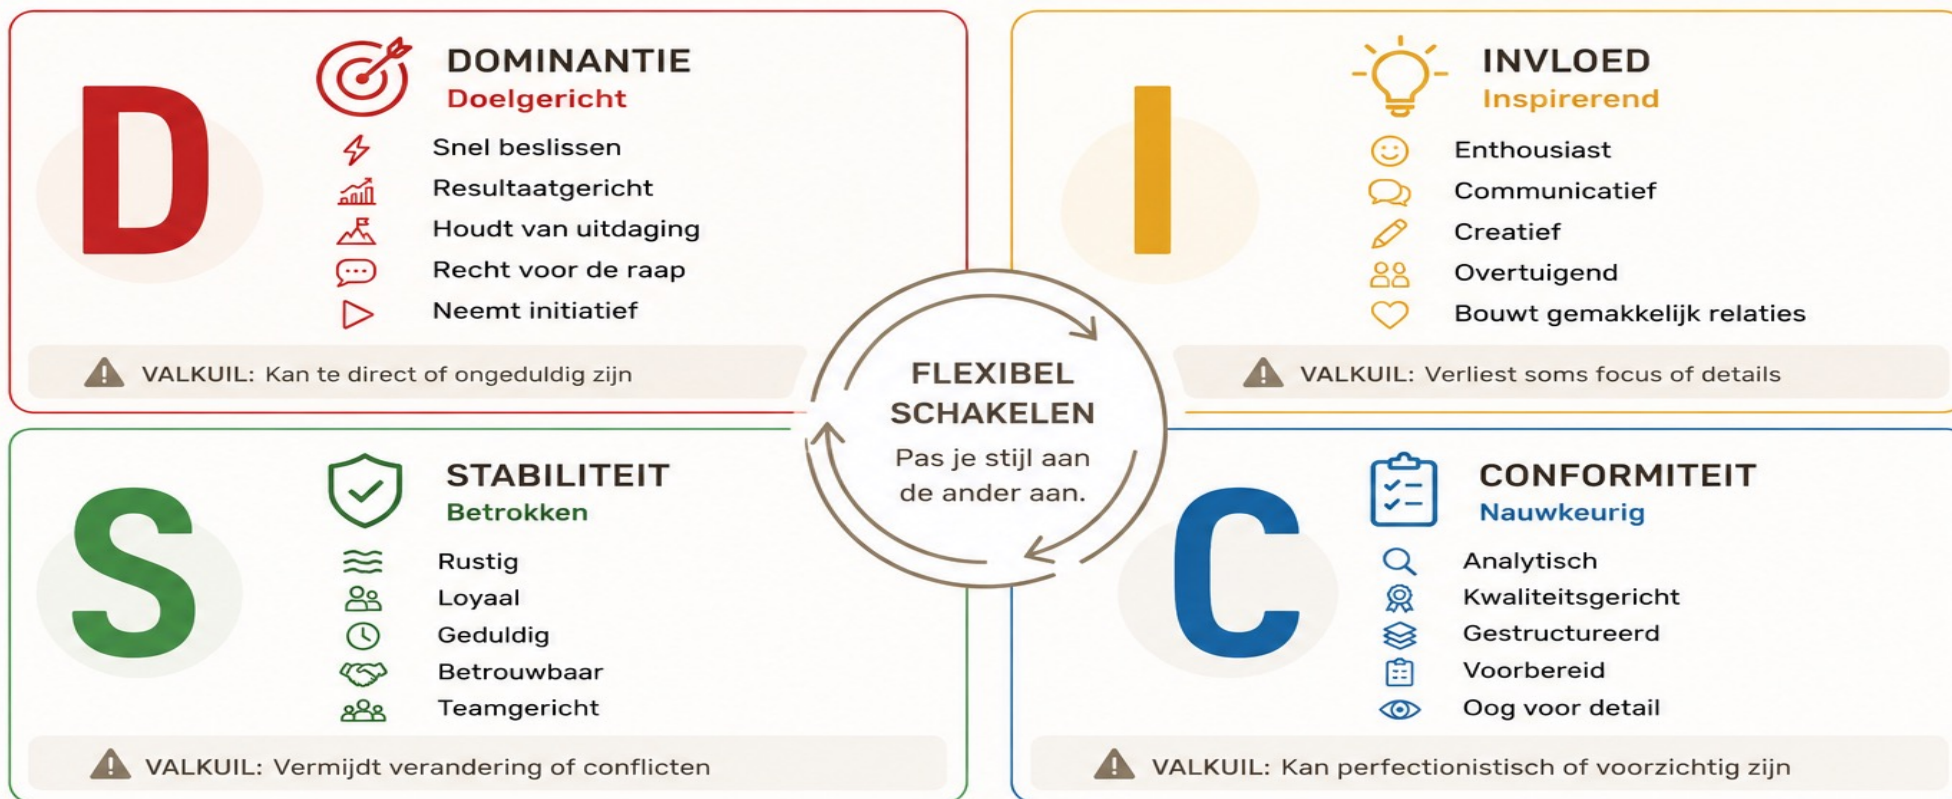 D
DOMINANTIE
Doelgericht
Snel beslissen
Resultaatgericht
Houdt van uitdaging
Recht voor de raap
Neemt initiatief
VALKUIL: Kan te direct of ongeduldig zijn
I
INVLOED
Inspirerend
Enthousiast
Communicatief
Creatief
Overtuigend
Bouwt gemakkelijk relaties
VALKUIL: Verliest soms focus of details
FLEXIBEL
SCHAKELEN
Pas je stijl aan
de ander aan.
S
STABILITEIT
Betrokken
Rustig
Loyaal
Geduldig
Betrouwbaar
Teamgericht
VALKUIL: Vermijdt verandering of conflicten
C
CONFORMITEIT
Nauwkeurig
Analytisch
Kwaliteitsgericht
Gestructureerd
Voorbereid
Oog voor detail
VALKUIL: Kan perfectionistisch of voorzichtig zijn